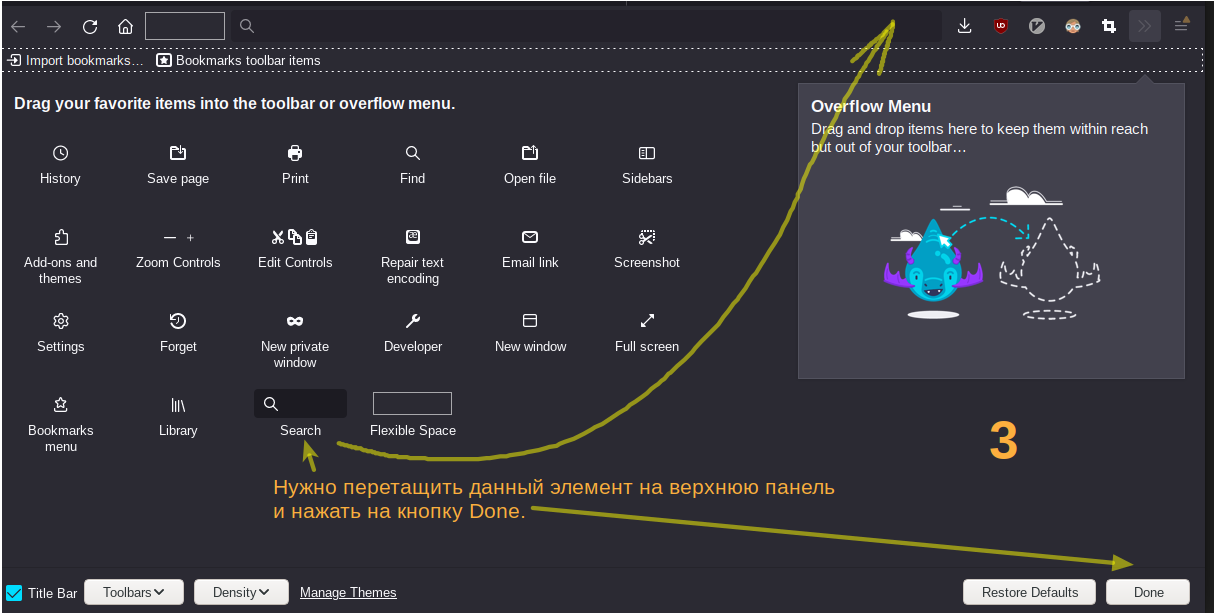 Import bookmarks…
Bookmarks toolbar items
Drag your favorite items into the toolbar or overflow menu.
Overflow Menu
Drag and drop items here to keep them within reach
but out of your toolbar…
History
Save page
Print
Find
Open file
Sidebars
Add-ons and
themes
Zoom Controls
Edit Controls
Repair text
encoding
Email link
Screenshot
Settings
Forget
New private
window
Developer
New window
Full screen
Bookmarks
menu
Library
Search
Flexible Space
3
Нужно перетащить данный элемент на верхнюю панель
и нажать на кнопку Done.
Title Bar
Toolbars
Density
Manage Themes
Restore Defaults
Done